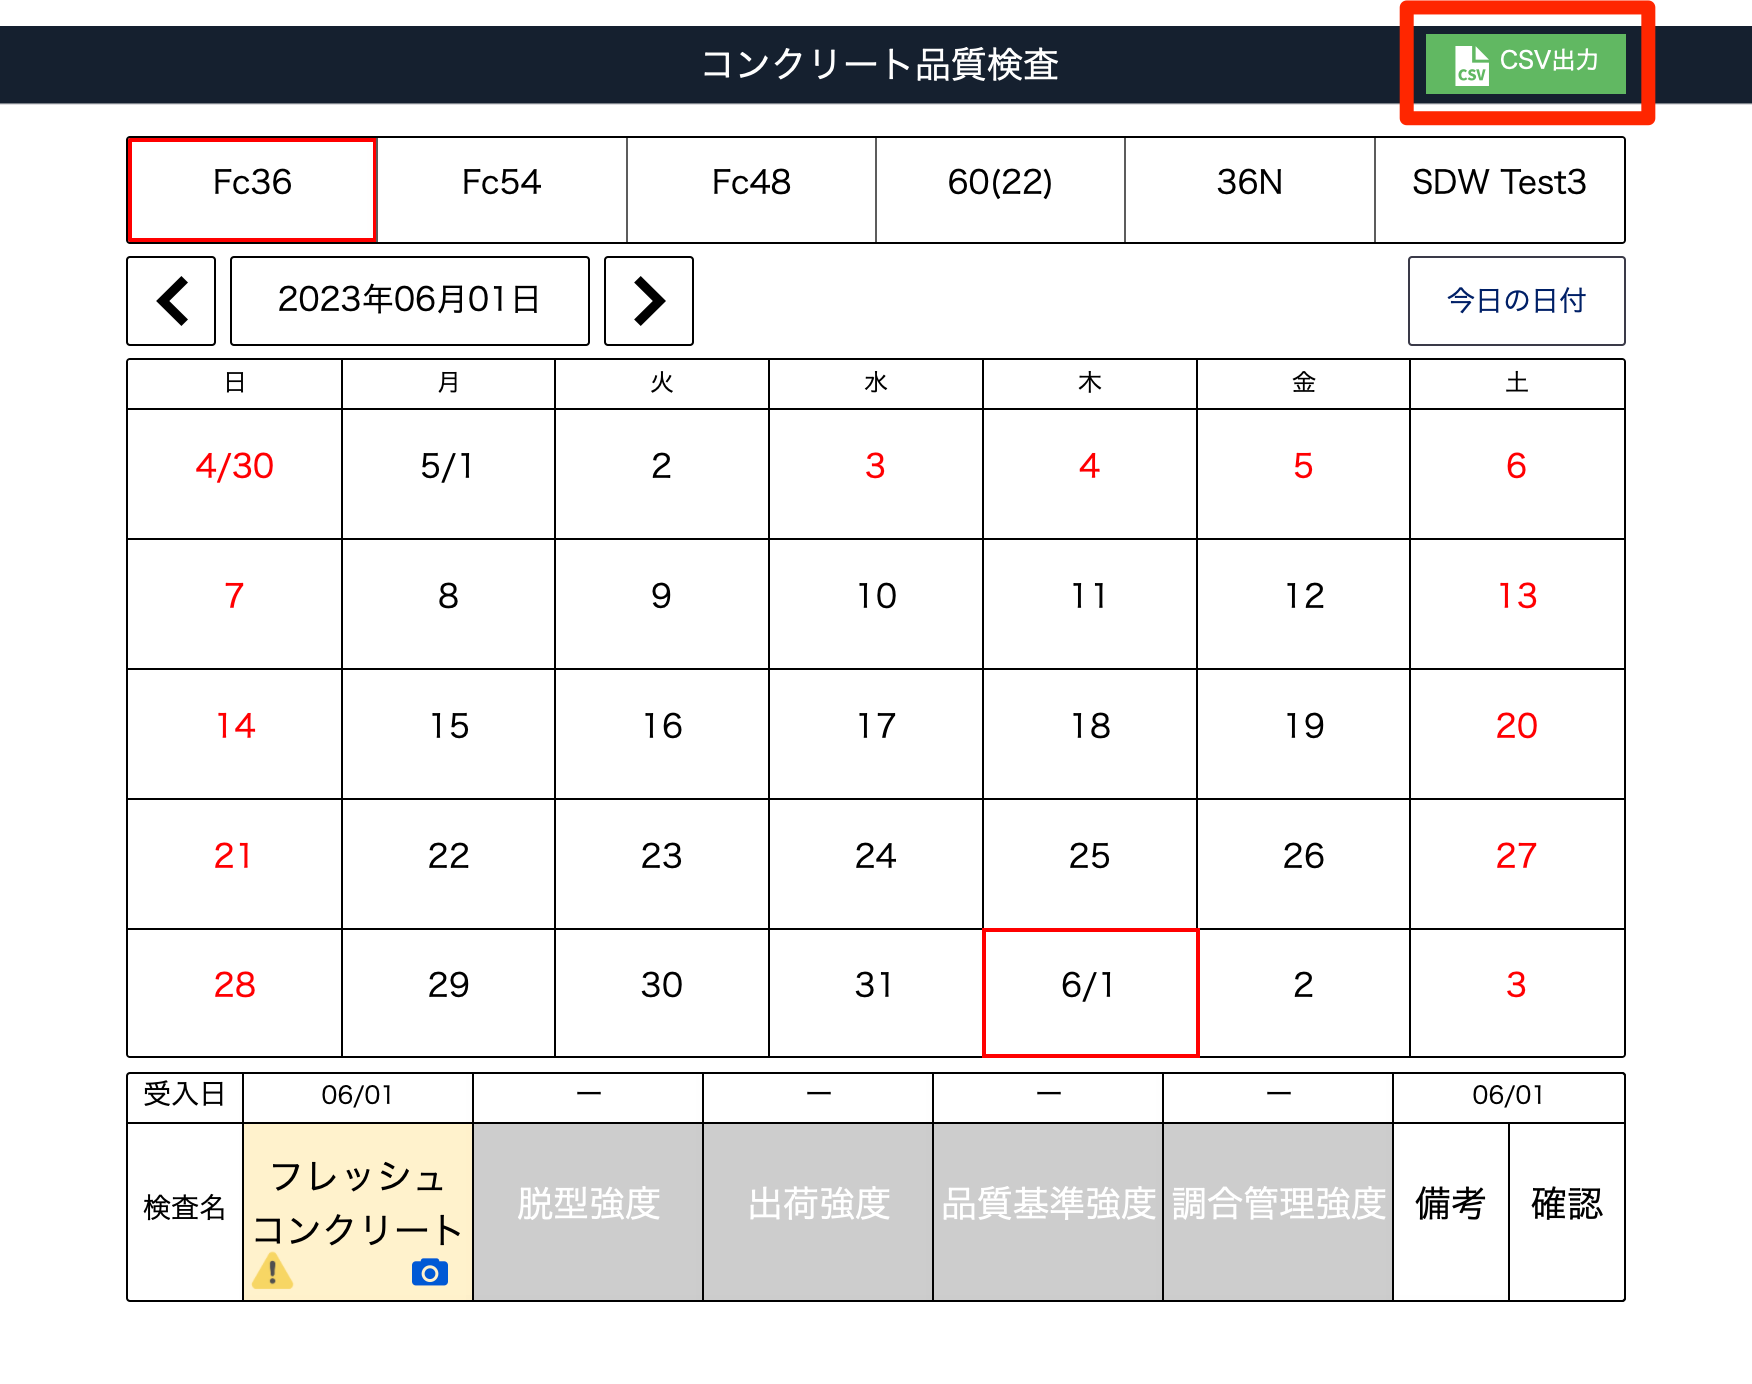 コンクリート品質検査
CSV CSV出力
Fc36 Fc54 Fc48 60(22) 36N SDW Test3
2023年06月01日 今日の日付
日 月 火 水 木 金 土
4/30 5/1 2 3 4 5 6
7 8 9 10 11 12 13
14 15 16 17 18 19 20
21 22 23 24 25 26 27
28 29 30 31 6/1 2 3
受入日 06/01 ー ー ー ー 06/01
検査名 フレッシュ
コンクリート 脱型強度 出荷強度 品質基準強度 調合管理強度 備考 確認